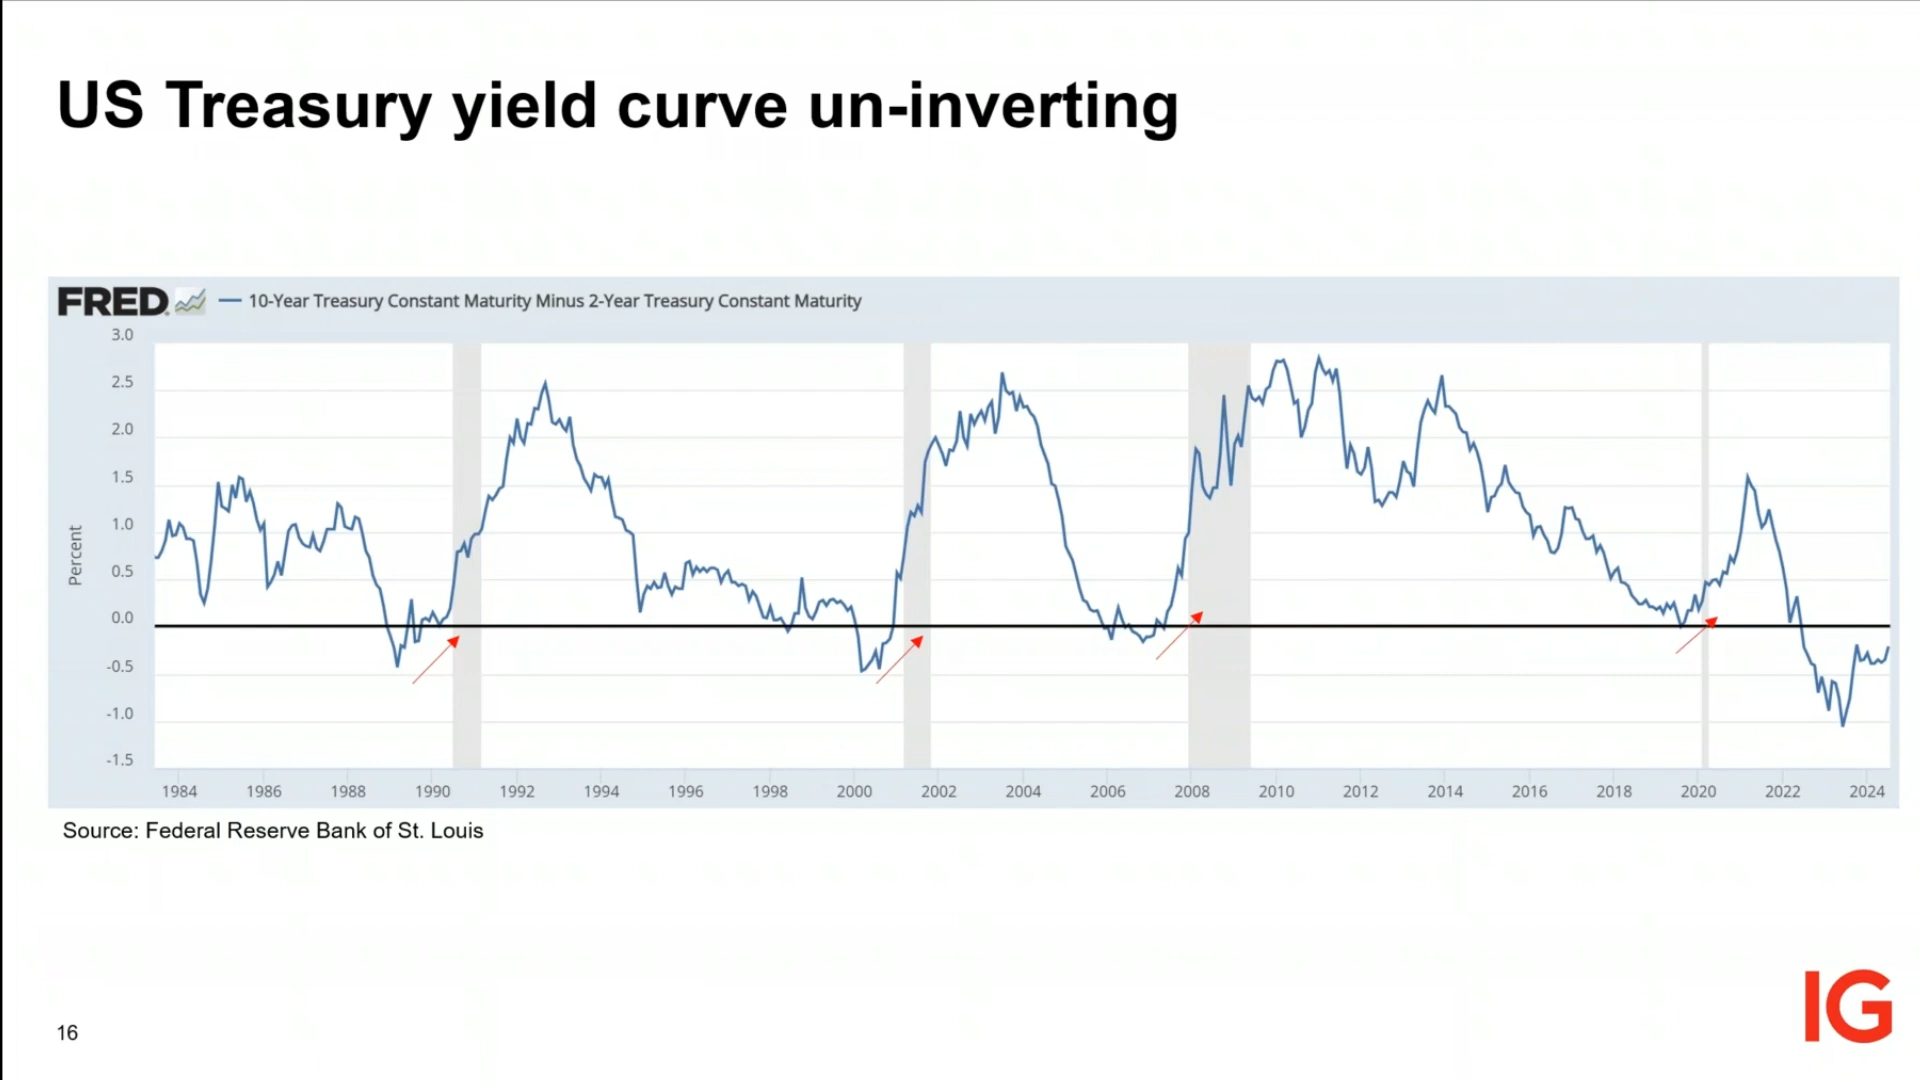 US Treasury yield curve un-inverting
FRED
10-Year Treasury Constant Maturity Minus 2-Year Treasury Constant Maturity
3.0
2.5
2.0
1.5
1.0
0.5
0.0
-0.5
-1.0
-1.5
Percent
1984 1986 1988 1990 1992 1994 1996 1998 2000 2002 2004 2006 2008 2010 2012 2014 2016 2018 2020 2022 2024
Source: Federal Reserve Bank of St. Louis
16
IG